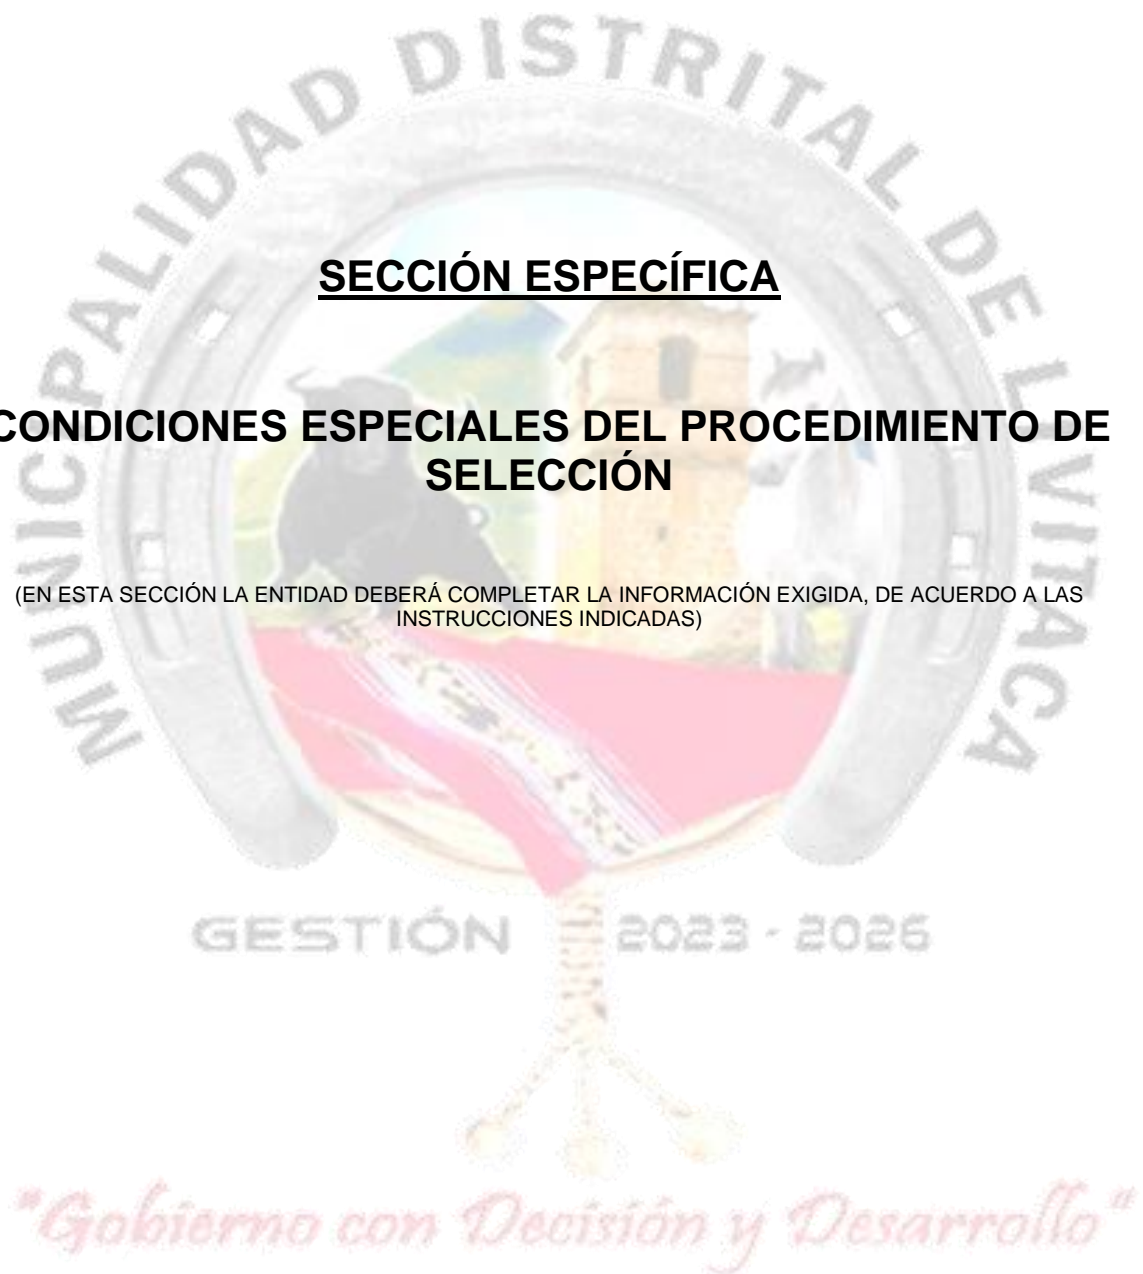 MUNICIPALIDAD DISTRITAL DE LIVITACA
SECCIÓN ESPECÍFICA
CONDICIONES ESPECIALES DEL PROCEDIMIENTO DE
SELECCIÓN
(EN ESTA SECCIÓN LA ENTIDAD DEBERÁ COMPLETAR LA INFORMACIÓN EXIGIDA, DE ACUERDO A LAS
INSTRUCCIONES INDICADAS)
GESTIÓN 2023 - 2026
"Gobierno con Decisión y Desarrollo"